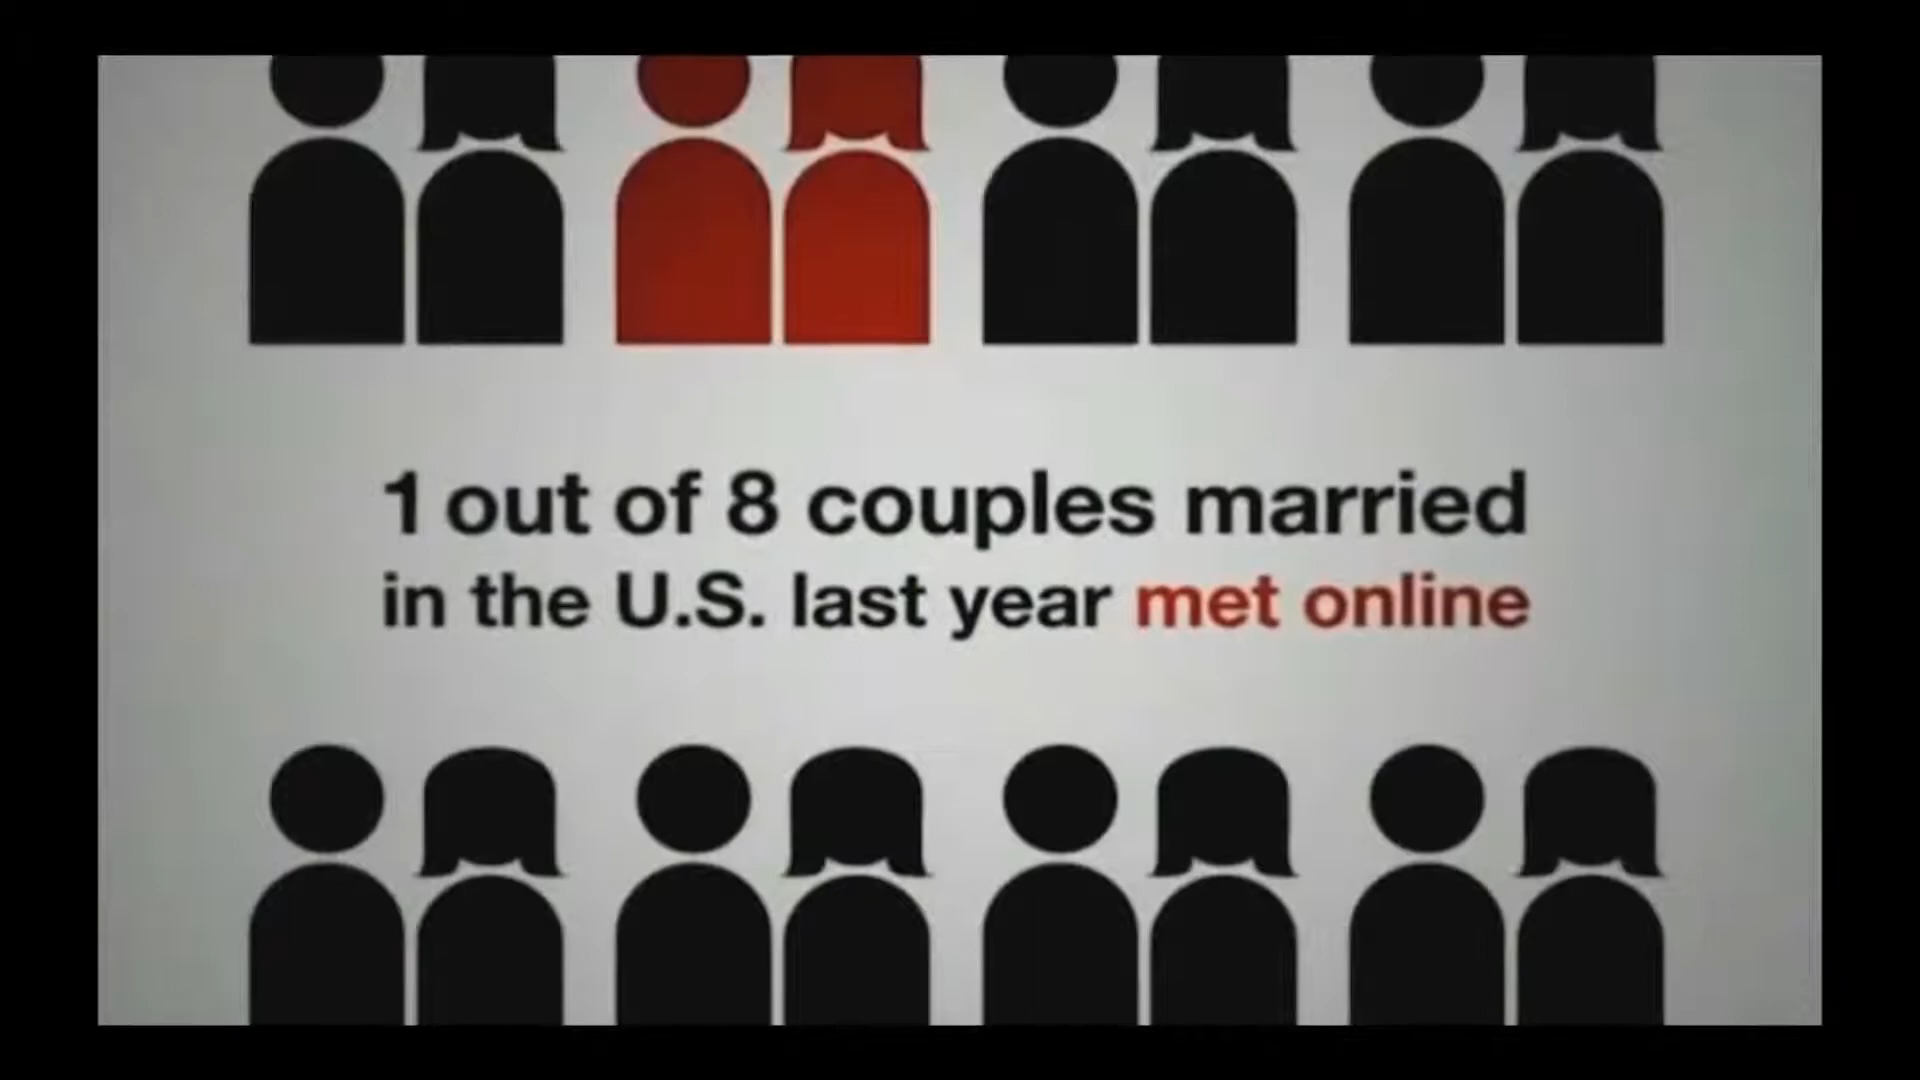 1 out of 8 couples married
in the U.S. last year met online